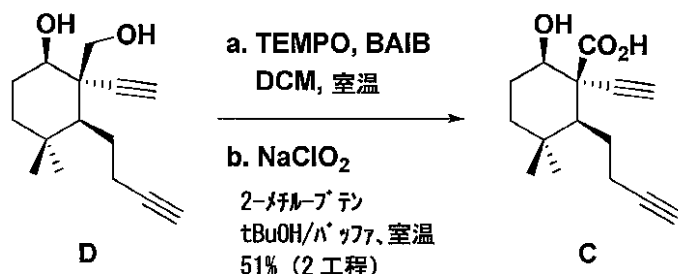 OH
OH
D
a. TEMPO, BAIB
DCM, 室温
b. NaClO2
2-ﾒﾁﾙｰﾌﾞﾃﾝ
tBuOH/ﾊﾞｯﾌｧ、室温
51% (2 工程)
OH
CO2H
C